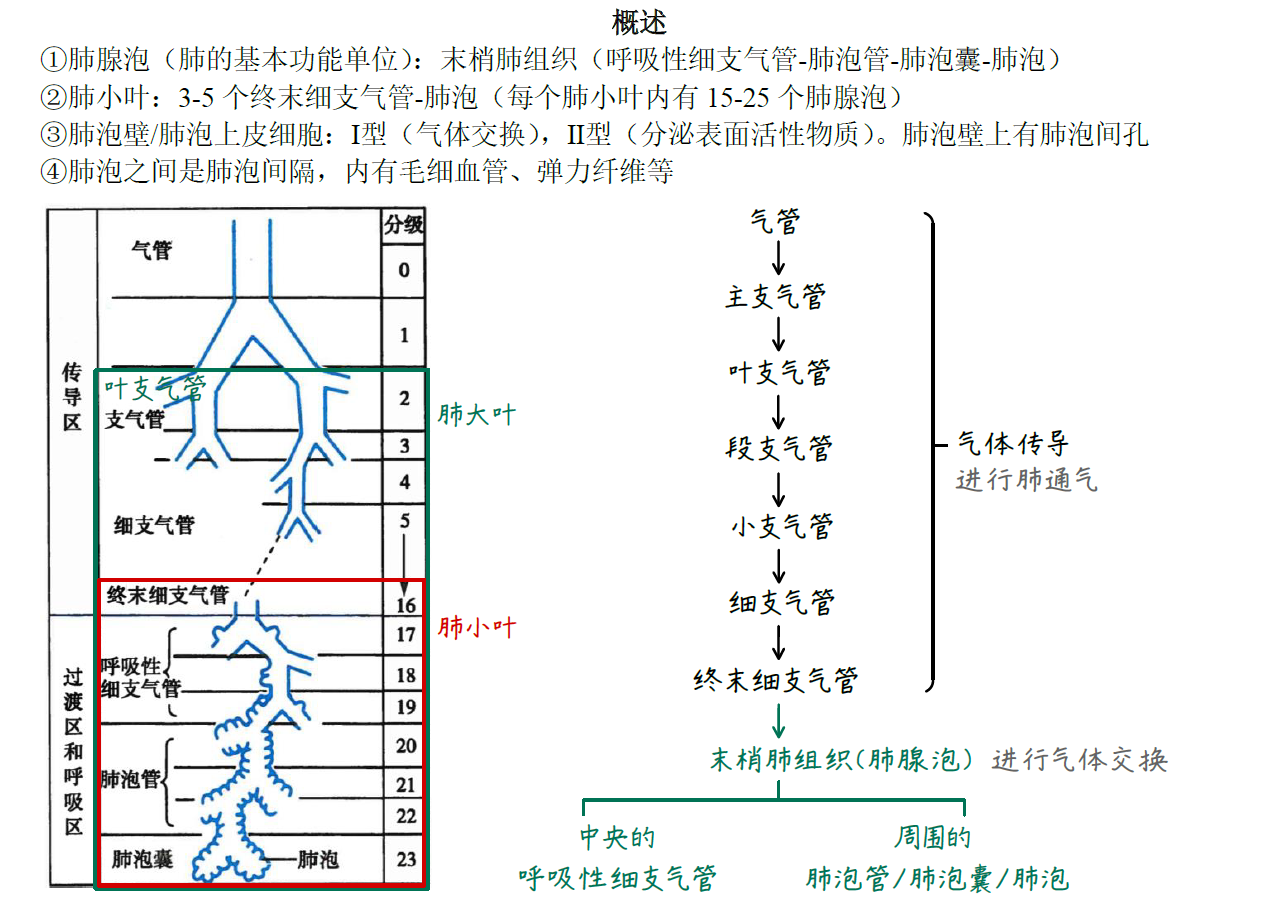 概述
①肺腺泡（肺的基本功能单位）：末梢肺组织（呼吸性细支气管-肺泡管-肺泡囊-肺泡）
②肺小叶：3-5 个终末细支气管-肺泡（每个肺小叶内有 15-25 个肺腺泡）
③肺泡壁/肺泡上皮细胞：I型（气体交换），II型（分泌表面活性物质）。肺泡壁上有肺泡间孔
④肺泡之间是肺泡间隔，内有毛细血管、弹力纤维等
分级
气管
0
1
传导区
叶支气管
支气管
2
肺大叶
3
4
细支气管
5
终末细支气管
16
肺小叶
过渡区和呼吸区
17
呼吸性
细支气管
18
19
肺泡管
20
21
22
肺泡囊
肺泡
23
气管
主支气管
叶支气管
段支气管
小支气管
细支气管
终末细支气管
气体传导
进行肺通气
末梢肺组织(肺腺泡) 进行气体交换
中央的
呼吸性细支气管
周围的
肺泡管/肺泡囊/肺泡